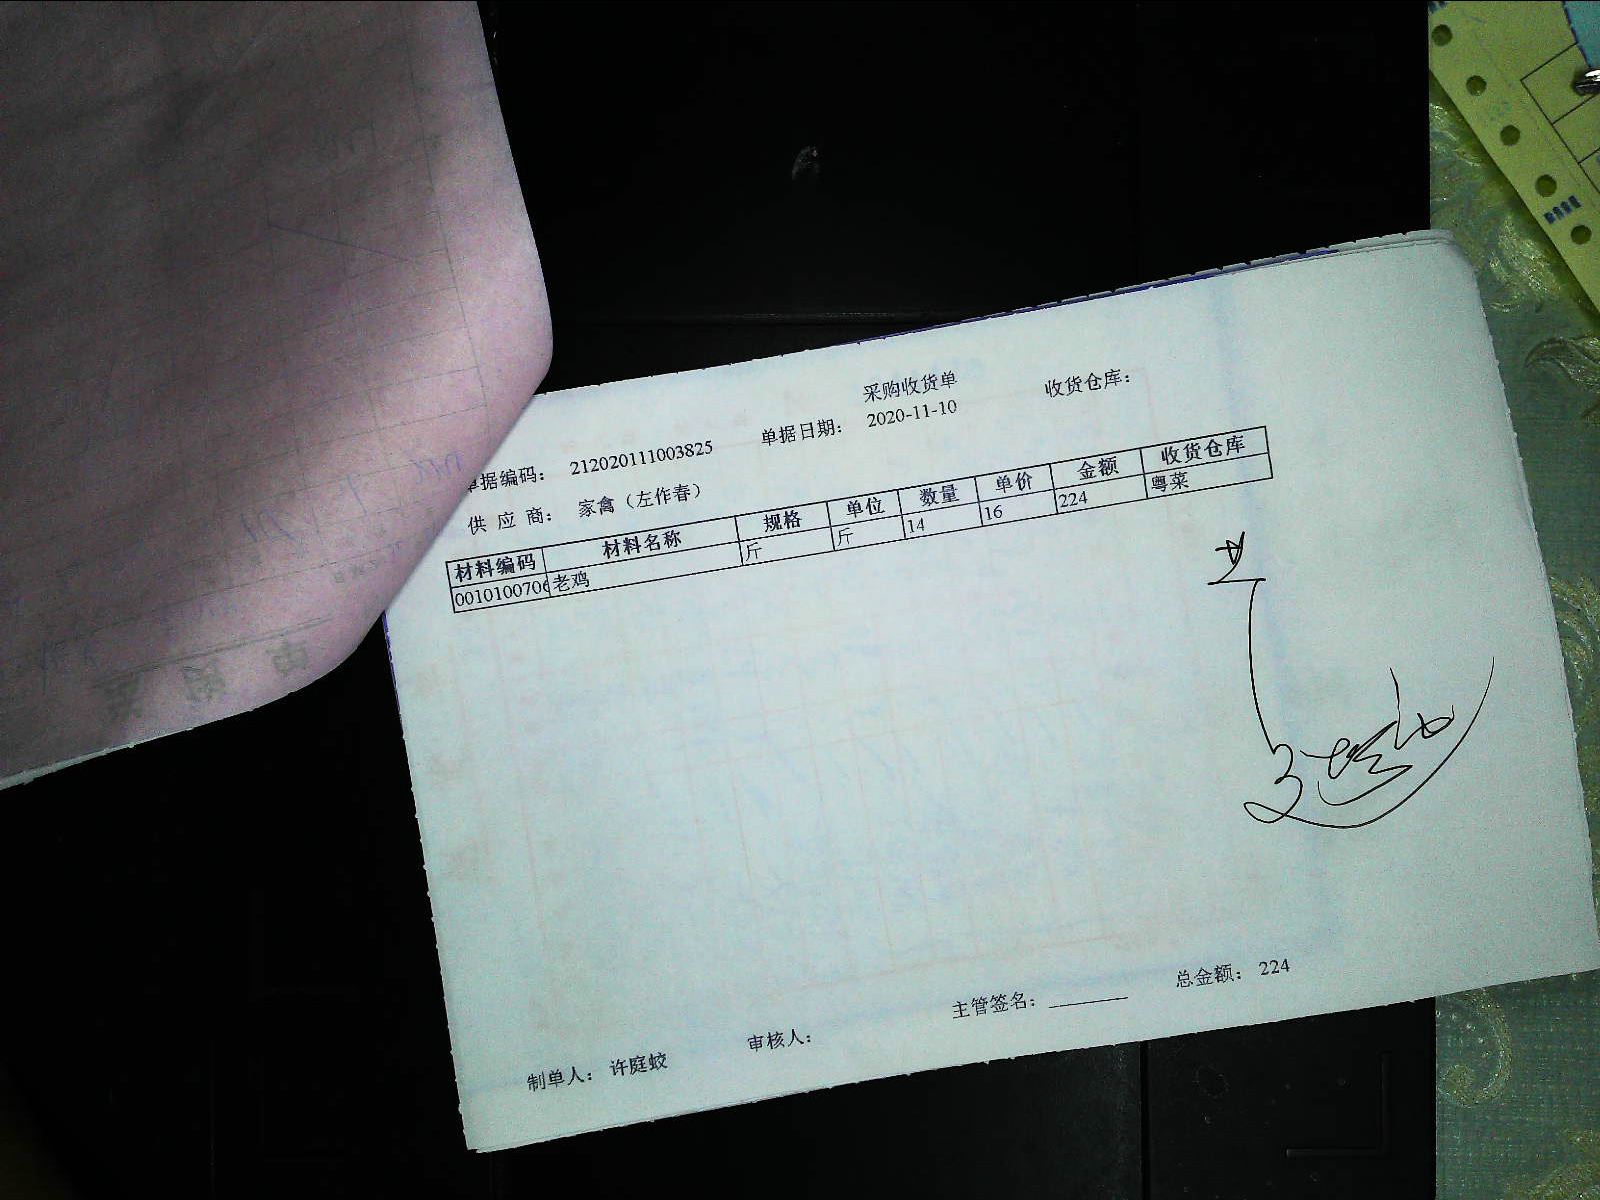 采购收货单
单据编码： 212020111003825 单据日期： 2020-11-10 收货仓库：
供 应 商： 家禽（左作春）
材料编码 材料名称 规格 单位 数量 单价 金额 收货仓库
0010100706 老鸡 斤 斤 14 16 224 粤菜
主管签名： 总金额： 224
制单人： 许庭蛟 审核人：